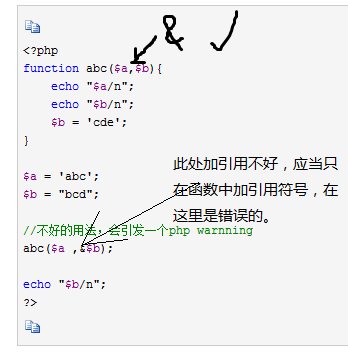 & √
<?php
function abc($a,$b){
echo "$a/n";
echo "$b/n";
$b = 'cde';
}
$a = 'abc';
$b = "bcd";
此处加引用不好，应当只
在函数中加引用符号，在
这里是错误的。
//不好的用法，会引发一个php warnning
abc($a ,&$b);
echo "$b/n";
?>